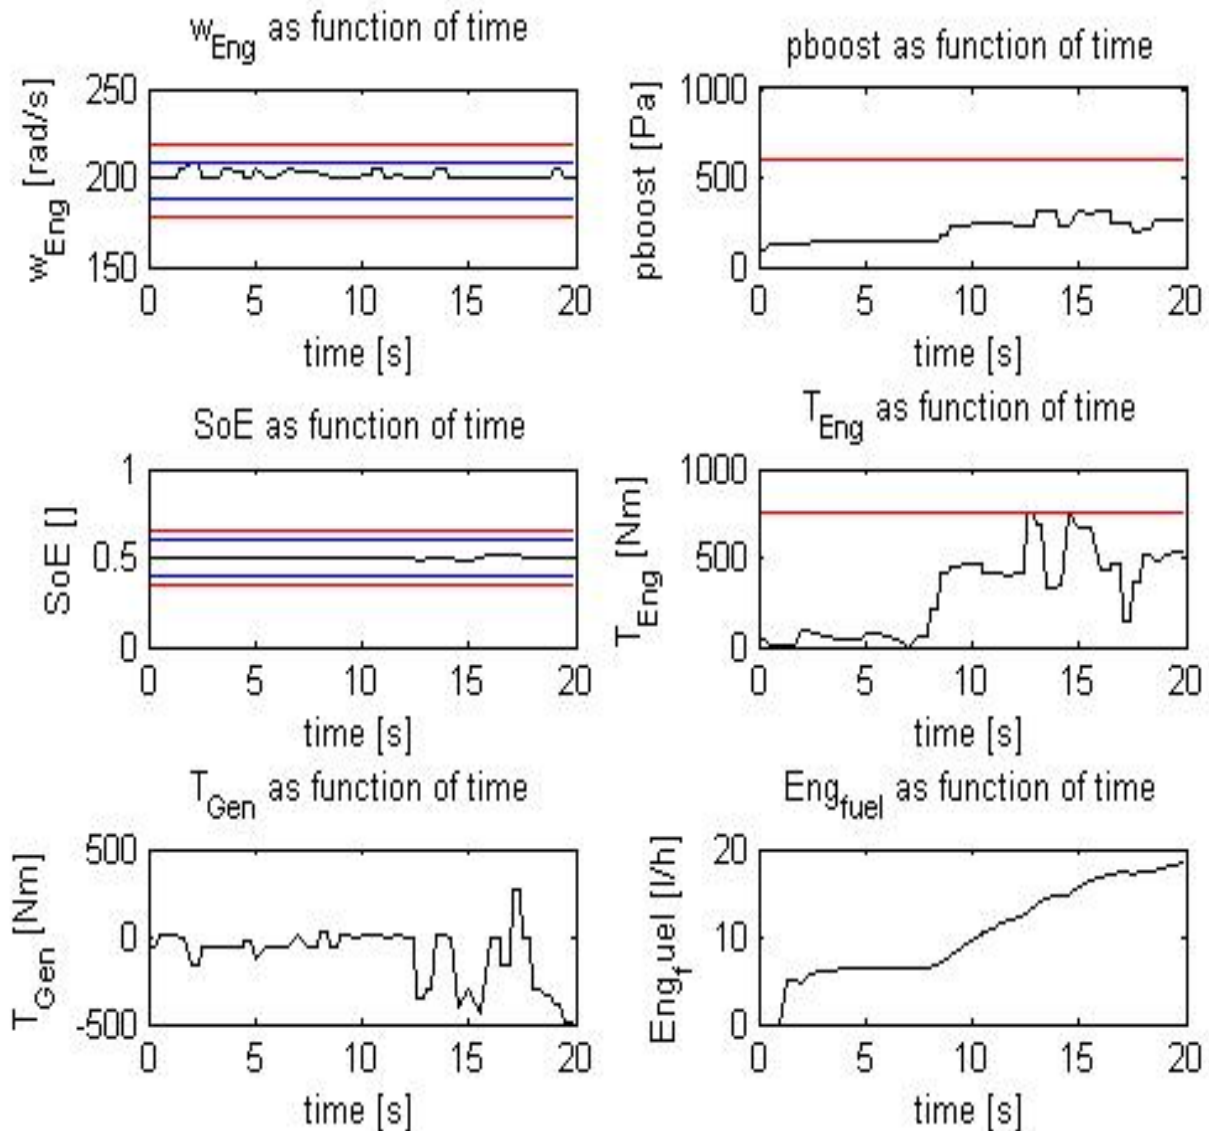 w_Eng as function of time
w_Eng [rad/s]
250
200
150
0 5 10 15 20
time [s]
pboost as function of time
pboost [Pa]
1000
500
0
0 5 10 15 20
time [s]
SoE as function of time
SoE []
1
0.5
0
0 5 10 15 20
time [s]
T_Eng as function of time
T_Eng [Nm]
1000
500
0
0 5 10 15 20
time [s]
T_Gen as function of time
T_Gen [Nm]
500
0
-500
0 5 10 15 20
time [s]
Eng_fuel as function of time
Eng_fuel [l/h]
20
10
0
0 5 10 15 20
time [s]